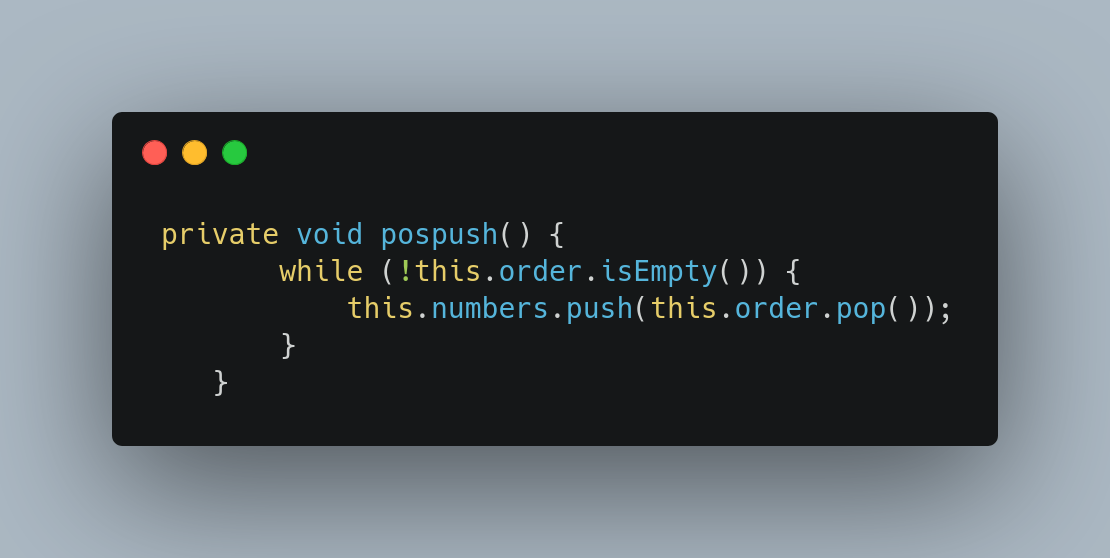 private void pospush() {
        while (!this.order.isEmpty()) {
            this.numbers.push(this.order.pop());
        }
    }